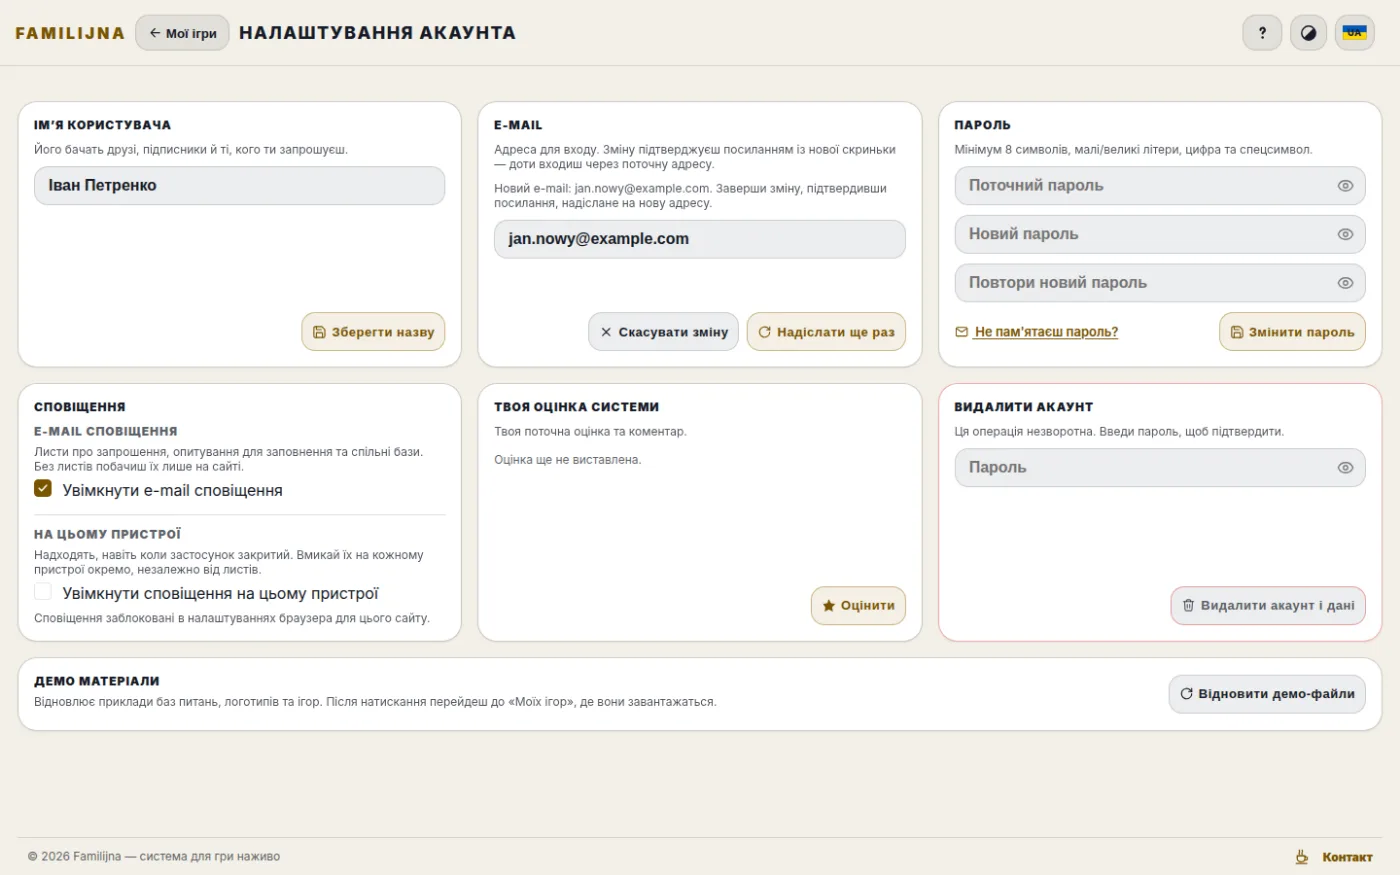 FAMILIJNA
← Мої ігри
НАЛАШТУВАННЯ АКАУНТА
?
UA
ІМ’Я КОРИСТУВАЧА
Його бачать друзі, підписники й ті, кого ти запрошуєш.
Іван Петренко
Зберегти назву
E-MAIL
Адреса для входу. Зміну підтверджуєш посиланням із нової скриньки
— доти входиш через поточну адресу.
Новий e-mail: jan.nowy@example.com. Заверши зміну, підтвердивши
посилання, надіслане на нову адресу.
jan.nowy@example.com
Скасувати зміну
Надіслати ще раз
ПАРОЛЬ
Мінімум 8 символів, малі/великі літери, цифра та спецсимвол.
Поточний пароль
Новий пароль
Повтори новий пароль
Не пам’ятаєш пароль?
Змінити пароль
СПОВІЩЕННЯ
E-MAIL СПОВІЩЕННЯ
Листи про запрошення, опитування для заповнення та спільні бази.
Без листів побачиш їх лише на сайті.
Увімкнути e-mail сповіщення
НА ЦЬОМУ ПРИСТРОЇ
Надходять, навіть коли застосунок закритий. Вмикай їх на кожному
пристрої окремо, незалежно від листів.
Увімкнути сповіщення на цьому пристрої
Сповіщення заблоковані в налаштуваннях браузера для цього сайту.
ТВОЯ ОЦІНКА СИСТЕМИ
Твоя поточна оцінка та коментар.
Оцінка ще не виставлена.
Оцінити
ВИДАЛИТИ АКАУНТ
Ця операція незворотна. Введи пароль, щоб підтвердити.
Пароль
Видалити акаунт і дані
ДЕМО МАТЕРІАЛИ
Відновлює приклади баз питань, логотипів та ігор. Після натискання перейдеш до «Моїх ігор», де вони завантажаться.
Відновити демо-файли
© 2026 Familijna — система для гри наживо
Контакт